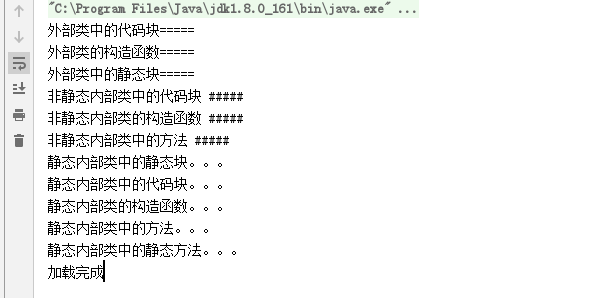 "C:\Program Files\Java\jdk1.8.0_161\bin\java.exe" ...
外部类中的代码块=====
外部类的构造函数=====
外部类中的静态块=====
非静态内部类中的代码块 #####
非静态内部类的构造函数 #####
非静态内部类中的方法 #####
静态内部类中的静态块。。。
静态内部类中的代码块。。。
静态内部类的构造函数。。。
静态内部类中的方法。。。
静态内部类中的静态方法。。。
加载完成